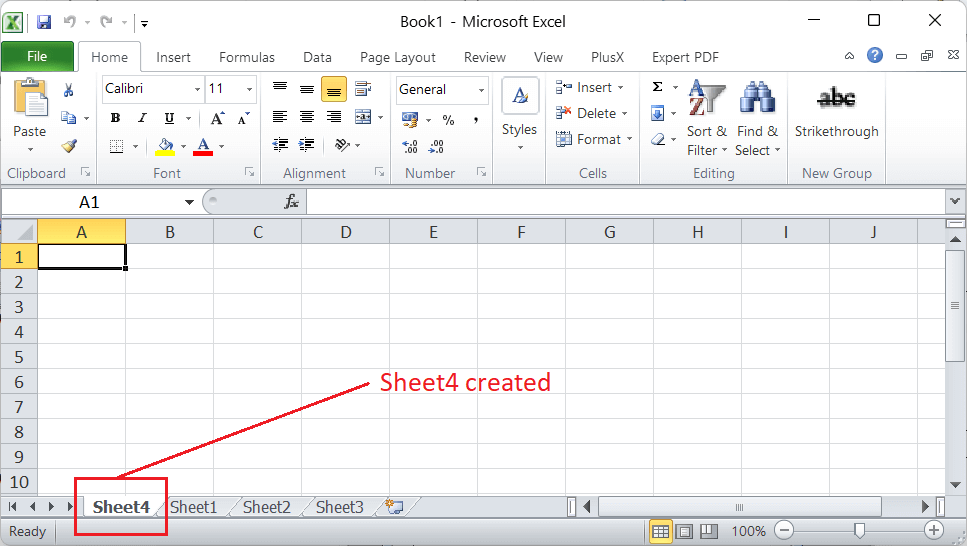 Book1 - Microsoft Excel
File Home Insert Formulas Data Page Layout Review View PlusX Expert PDF
Calibri 11 General Insert Σ A Z abc
Paste B I U A A Styles Delete Sort & Find & Strikethrough
A % , Format Filter Select
Clipboard Font Alignment Number Cells Editing New Group
A1 fx
A B C D E F G H I J
1
2
3
4
5
6 Sheet4 created
7
8
9
10
Sheet4 Sheet1 Sheet2 Sheet3
Ready 100%